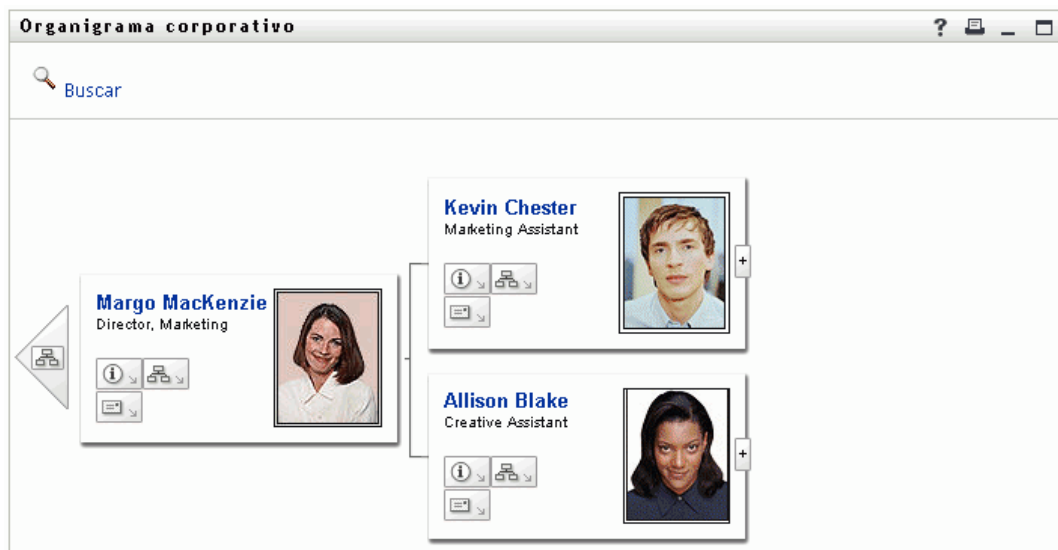 Organigrama corporativo
Buscar
Kevin Chester
Marketing Assistant
Margo MacKenzie
Director, Marketing
Allison Blake
Creative Assistant